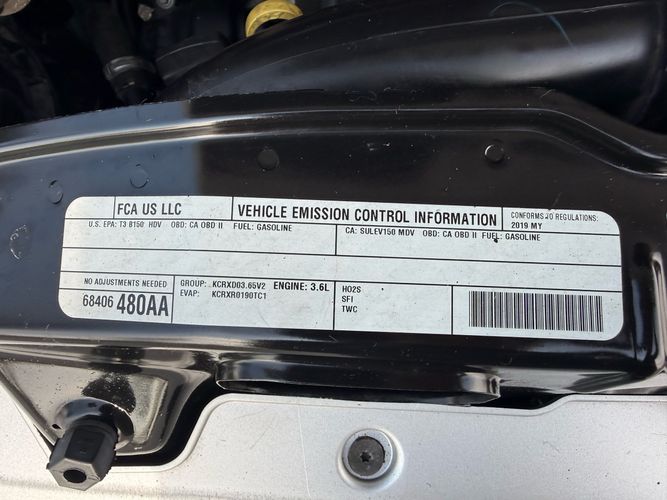 FCA US LLC
VEHICLE EMISSION CONTROL INFORMATION
CONFORMS TO REGULATIONS:
2019 MY
U.S. EPA: T3 B150 HDV OBD: CA OBD II FUEL: GASOLINE
CA: SULEV150 MDV OBD: CA OBD II FUEL: GASOLINE
NO ADJUSTMENTS NEEDED
68406 480AA
GROUP: KCRXD03.65V2 ENGINE: 3.6L
EVAP: KCRXR0190TC1
HO2S
SFI
TWC